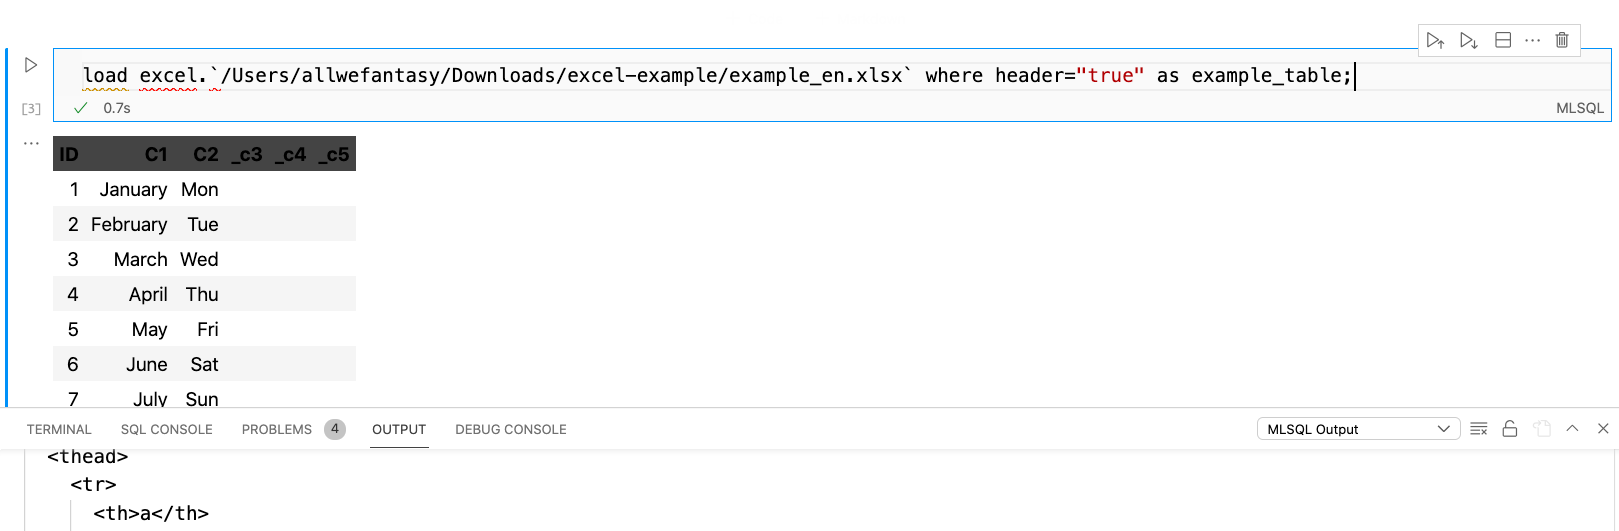 load excel.`/Users/allwefantasy/Downloads/excel-example/example_en.xlsx` where header="true" as example_table;
[3] 0.7s MLSQL
ID C1 C2 _c3 _c4 _c5
1 January Mon
2 February Tue
3 March Wed
4 April Thu
5 May Fri
6 June Sat
7 July Sun
TERMINAL SQL CONSOLE PROBLEMS 4 OUTPUT DEBUG CONSOLE MLSQL Output
<thead>
<tr>
<th>a</th>